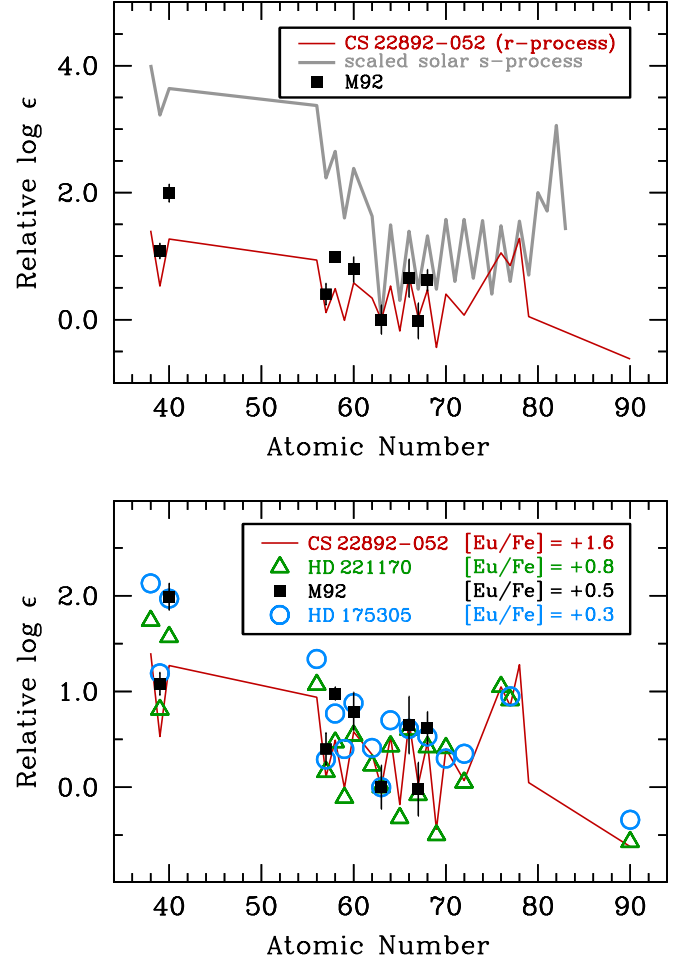 CS 22892-052 (r-process)
scaled solar s-process
M92
4.0
2.0
0.0
Relative log ϵ
40 50 60 70 80 90
Atomic Number
CS 22892-052 [Eu/Fe] = +1.6
HD 221170 [Eu/Fe] = +0.8
M92 [Eu/Fe] = +0.5
HD 175305 [Eu/Fe] = +0.3
2.0
1.0
0.0
Relative log ϵ
40 50 60 70 80 90
Atomic Number